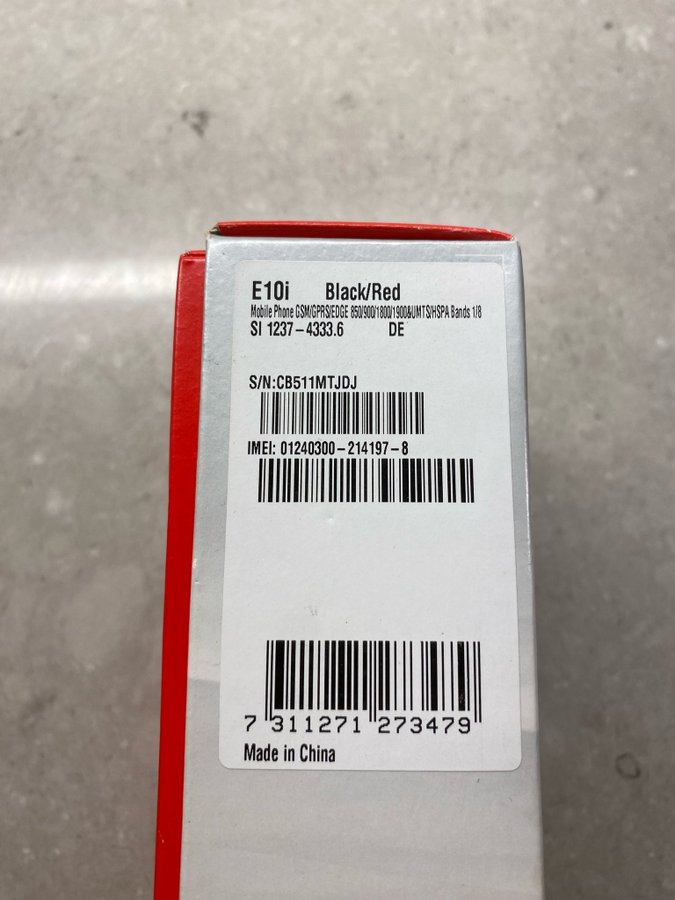 E10i Black/Red
Mobile Phone GSM/GPRS/EDGE 850/900/1800/1900&UMTS/HSPA Bands 1/8
SI 1237-4333.6 DE
S/N:CB511MTJDJ
IMEI: 01240300-214197-8
7 311271 273479
Made in China